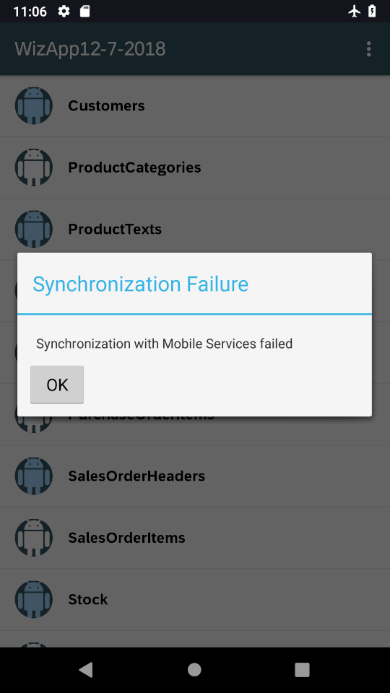 11:06
WizApp12-7-2018
Customers
ProductCategories
ProductTexts
Synchronization Failure
Synchronization with Mobile Services failed
OK
PurchaseOrderItems
SalesOrderHeaders
SalesOrderItems
Stock